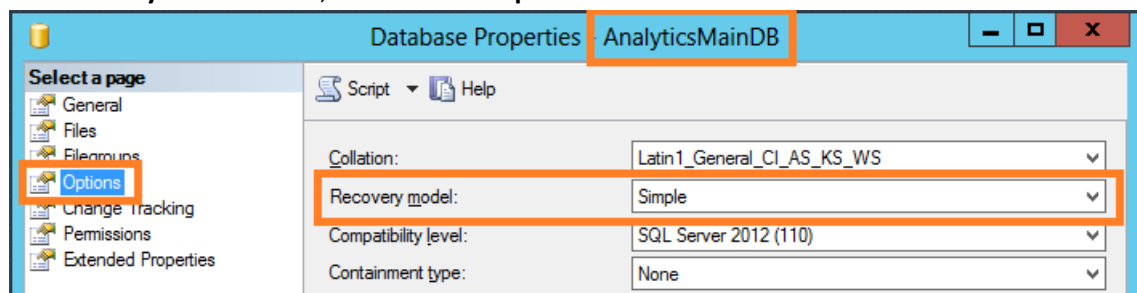 Database Properties - AnalyticsMainDB
Select a page
General
Files
Filegroups
Options
Change Tracking
Permissions
Extended Properties
Script Help
Collation: Latin1_General_CI_AS_KS_WS
Recovery model: Simple
Compatibility level: SQL Server 2012 (110)
Containment type: None